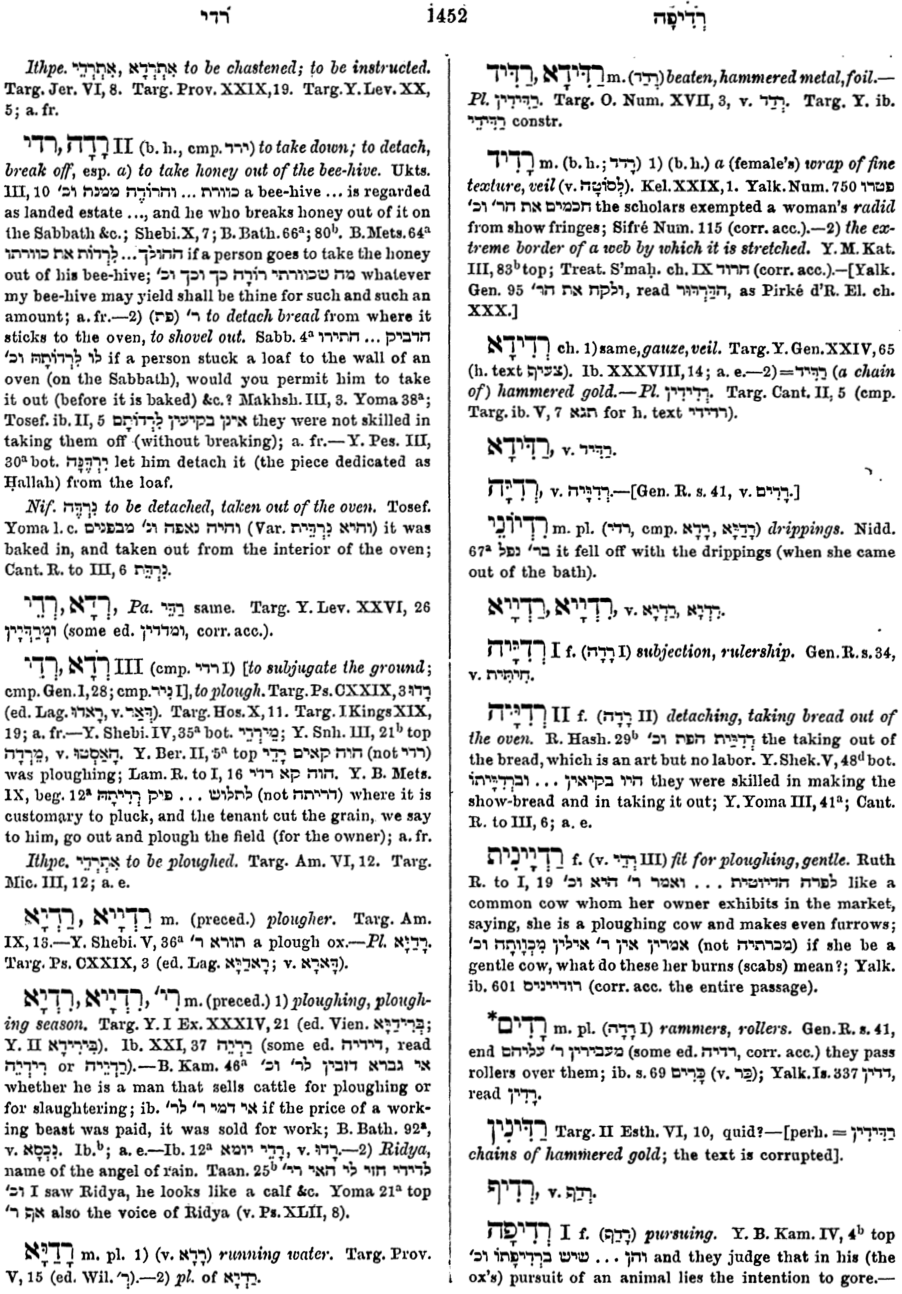 רדי
1452
רְדִיפָה
Ithpe. אִתְרְדָא, אִתְרְדֵי to be chastened; to be instructed.
Targ. Jer. VI, 8. Targ. Prov. XXIX, 19. Targ. Y. Lev. XX,
5; a. fr.
רדי, רָדָה II (b. h., cmp. ירד) to take down; to detach,
break off, esp. a) to take honey out of the bee-hive. Ukts.
III, 10 כוורת ... והרודה ממנת וכ' a bee-hive ... is regarded
as landed estate ..., and he who breaks honey out of it on
the Sabbath &c.; Shebi. X, 7; B. Bath. 66ᵃ; 80ᵇ. B. Mets. 64ᵃ
ההולך ... לִרְדּוֹת את כוורתו if a person goes to take the honey
out of his bee-hive; מה שכוורתי רוֹדָה כך וכך וכ' whatever
my bee-hive may yield shall be thine for such and such an
amount; a. fr.—2) (פת) ר' to detach bread from where it
sticks to the oven, to shovel out. Sabb. 4ᵃ הדביק ... התירו
לו לִרְדּוֹתָהּ וכ' if a person stuck a loaf to the wall of an
oven (on the Sabbath), would you permit him to take
it out (before it is baked) &c.? Makhsh. III, 3. Yoma 38ᵃ;
Tosef. ib. II, 5 אינן בקיעין לִרְדּוֹתָם they were not skilled in
taking them off (without breaking); a. fr.—Y. Pes. III,
30ᵃ bot. יִרְדֶּנָּה let him detach it (the piece dedicated as
Ḥallah) from the loaf.
Nif. נִרְדָּה to be detached, taken out of the oven. Tosef.
Yoma l. c. והיה נאפה וג' מבפנים (Var. והיא נִרְדֵּית) it was
baked in, and taken out from the interior of the oven;
Cant. R. to III, 6 נִרְדֵּת.
רְדָא, רְדֵי, Pa. רַדֵּי same. Targ. Y. Lev. XXVI, 26
וּמְרַדְּיָין (some ed. ומדדין, corr. acc.).
רְדָא, רְדֵי III (cmp. רדי I) [to subjugate the ground;
cmp. Gen. I, 28; cmp. ניר I], to plough. Targ. Ps. CXXIX, 3 רְדוּ
(ed. Lag. ראדו, v. דְּאַר). Targ. Hos. X, 11. Targ. I Kings XIX,
19; a. fr.—Y. Shebi. IV, 35ᵃ bot. מֵירְדֵי; Y. Snh. III, 21ᵇ top
מֵרְדָה, v. חָאַסְטוּ. Y. Ber. II, 5ᵃ top הוה קאים רָדֵי (not רדי)
was ploughing; Lam. R. to I, 16 הוה קא רדי. Y. B. Mets.
IX, beg. 12ᵃ לתלוש ... פיק רְדִיתָהּ (not דריתה) where it is
customary to pluck, and the tenant cut the grain, we say
to him, go out and plough the field (for the owner); a. fr.
Ithpe. אִתְרְדֵי to be ploughed. Targ. Am. VI, 12. Targ.
Mic. III, 12; a. e.
רַדְיָא, רַדְיָיא m. (preced.) plougher. Targ. Am.
IX, 13.—Y. Shebi. V, 36ᵃ תורא ר' a plough ox.—Pl. רָדַיָּא.
Targ. Ps. CXXIX, 3 (ed. Lag. רְאדַיָּא; v. דָּארָא).
רִדְיָא, רִדְיָיא, רִי' m. (preced.) 1) ploughing, plough-
ing season. Targ. Y. I Ex. XXXIV, 21 (ed. Vien. בְּרִידַיָּא;
Y. II בִּירִידָא). Ib. XXI, 37 רַדְיֵה (some ed. דידיה, read
רִידְיֵה or רִדְיֵיה).—B. Kam. 46ᵃ אי גברא דזבין לר' וכ'
whether he is a man that sells cattle for ploughing or
for slaughtering; ib. אי דמי ר' לר' if the price of a work-
ing beast was paid, it was sold for work; B. Bath. 92ᵃ,
v. נְכָסָא. Ib.ᵇ; a. e.—Ib. 12ᵃ רָדֵי יומא, v. רְדוּ.—2) Ridya,
name of the angel of rain. Taan. 25ᵇ לדידי חזי לי האי רי'
וכ' I saw Ridya, he looks like a calf &c. Yoma 21ᵃ top
אף ר' also the voice of Ridya (v. Ps. XLII, 8).
רַדְיָא m. pl. 1) (v. רְדָא) running water. Targ. Prov.
V, 15 (ed. Wil. רְ').—2) pl. of רַדְיָא.
רַדִּידָא, רַדִּיד m. (רָדַד) beaten, hammered metal, foil.—
Pl. רַדִּידִין. Targ. O. Num. XVII, 3, v. רְדַד. Targ. Y. ib.
רַדִּידֵי constr.
רְדִיד m. (b. h.; רָדַד) 1) (b. h.) a (female's) wrap of fine
texture, veil (v. לְסוֹטָה). Kel. XXIX, 1. Yalk. Num. 750 פטרו
חכמים את הר' וכ' the scholars exempted a woman's radid
from show fringes; Sifré Num. 115 (corr. acc.).—2) the ex-
treme border of a web by which it is stretched. Y. M. Kat.
III, 83ᵇ top; Treat. S'maḥ. ch. IX הרוד (corr. acc.).—[Yalk.
Gen. 95 ולקח את הר', read הַדַּרְדּוּר, as Pirké d'R. El. ch.
XXX.]
רְדִידָא ch. 1) same, gauze, veil. Targ. Y. Gen. XXIV, 65
(h. text צעיף). Ib. XXXVIII, 14; a. e.—2) =רַדִּיד (a chain
of) hammered gold.—Pl. רְדִידִין. Targ. Cant. II, 5 (cmp.
Targ. ib. V, 7 תגא for h. text רדידי).
רַדִּידָא, v. רַדִּיד.
רְדִיָּה, v. רְדִיָּיה.—[Gen. R. s. 41, v. רָדִים.]
רְדִיוֹנֵי m. pl. (רדי, cmp. רְדָא, רַדְיָא) drippings. Nidd.
67ᵃ בר' נפל it fell off with the drippings (when she came
out of the bath).
רַדְיָיא, רִדְיָיא, v. רַדְיָא, רִדְיָא.
רְדִיָּיה I f. (רָדָה I) subjection, rulership. Gen. R. s. 34,
v. חִתִּית.
רְדִיָּיה II f. (רָדָה II) detaching, taking bread out of
the oven. R. Hash. 29ᵇ רְדִיַּית הפת וכ' the taking out of
the bread, which is an art but no labor. Y. Shek. V, 48ᵈ bot.
היו בקיאין ... וברְדִיָּיתוֹ they were skilled in making the
show-bread and in taking it out; Y. Yoma III, 41ᵃ; Cant.
R. to III, 6; a. e.
רַדְיָינִית f. (v. רְדֵי III) fit for ploughing, gentle. Ruth
R. to I, 19 לפרה הדיוטית ... ואמר ר' היא וכ' like a
common cow whom her owner exhibits in the market,
saying, she is a ploughing cow and makes even furrows;
אמרין אין ר' אילין מַכְוָותָה וכ' (not מכרתיה) if she be a
gentle cow, what do these her burns (scabs) mean?; Yalk.
ib. 601 רודייניס (corr. acc. the entire passage).
*רָדִים m. pl. (רָדָה I) rammers, rollers. Gen. R. s. 41,
end מעבירין ר' עליהם (some ed. רדיה, corr. acc.) they pass
rollers over them; ib. s. 69 כָּרִים (v. כַּר); Yalk. Is. 337 דדין,
read רָדִין.
רַדִּינִין Targ. II Esth. VI, 10, quid?—[perh. = רַדִּידִין
chains of hammered gold; the text is corrupted].
רְדִיף, v. רְדַף.
רְדִיפָה I f. (רָדַף) pursuing. Y. B. Kam. IV, 4ᵇ top
והן ... שיש ברְדִיפָתוֹ וכ' and they judge that in his (the
ox's) pursuit of an animal lies the intention to gore.—